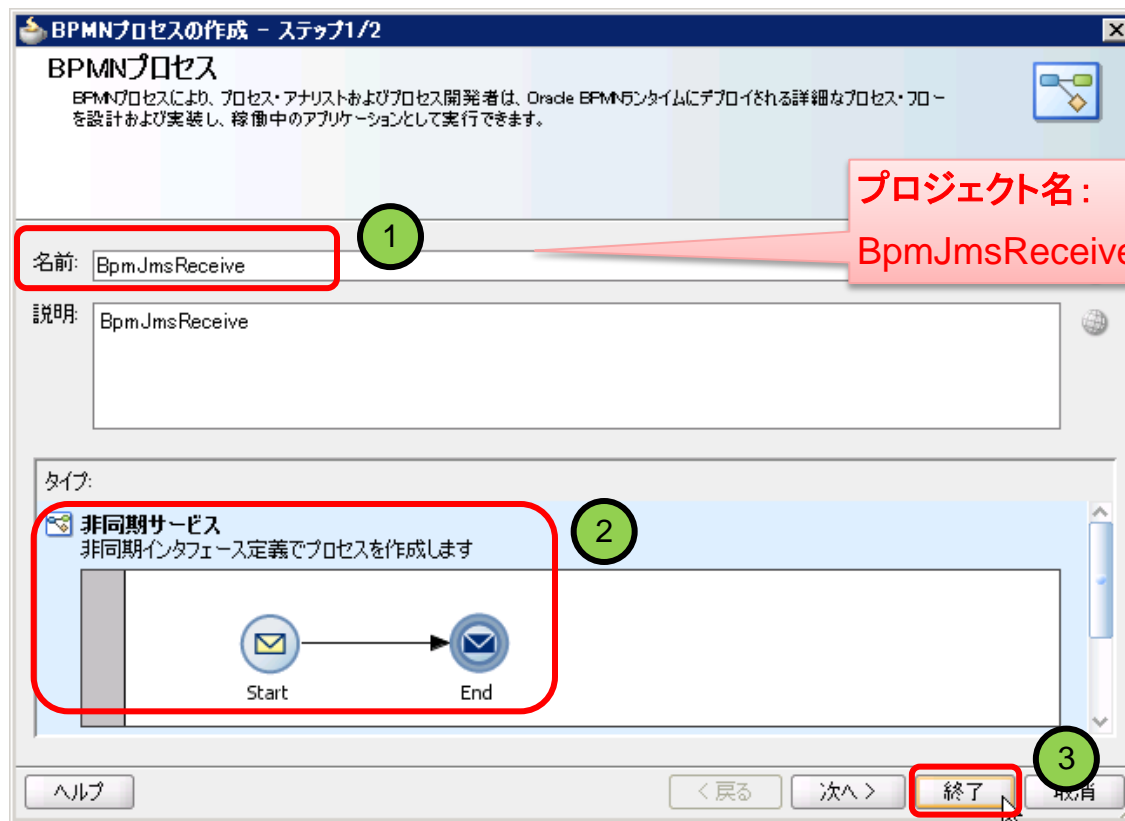 BPMNプロセスの作成 - ステップ1/2
BPMNプロセス
BPMNプロセスにより、プロセス・アナリストおよびプロセス開発者は、Oracle BPMNランタイムにデプロイされる詳細なプロセス・フロー
を設計および実装し、稼働中のアプリケーションとして実行できます。
プロジェクト名：
BpmJmsReceive
1
名前: BpmJmsReceive
説明: BpmJmsReceive
タイプ:
非同期サービス
2
非同期インタフェース定義でプロセスを作成します
Start End
3
ヘルプ <戻る 次へ> 終了 取消